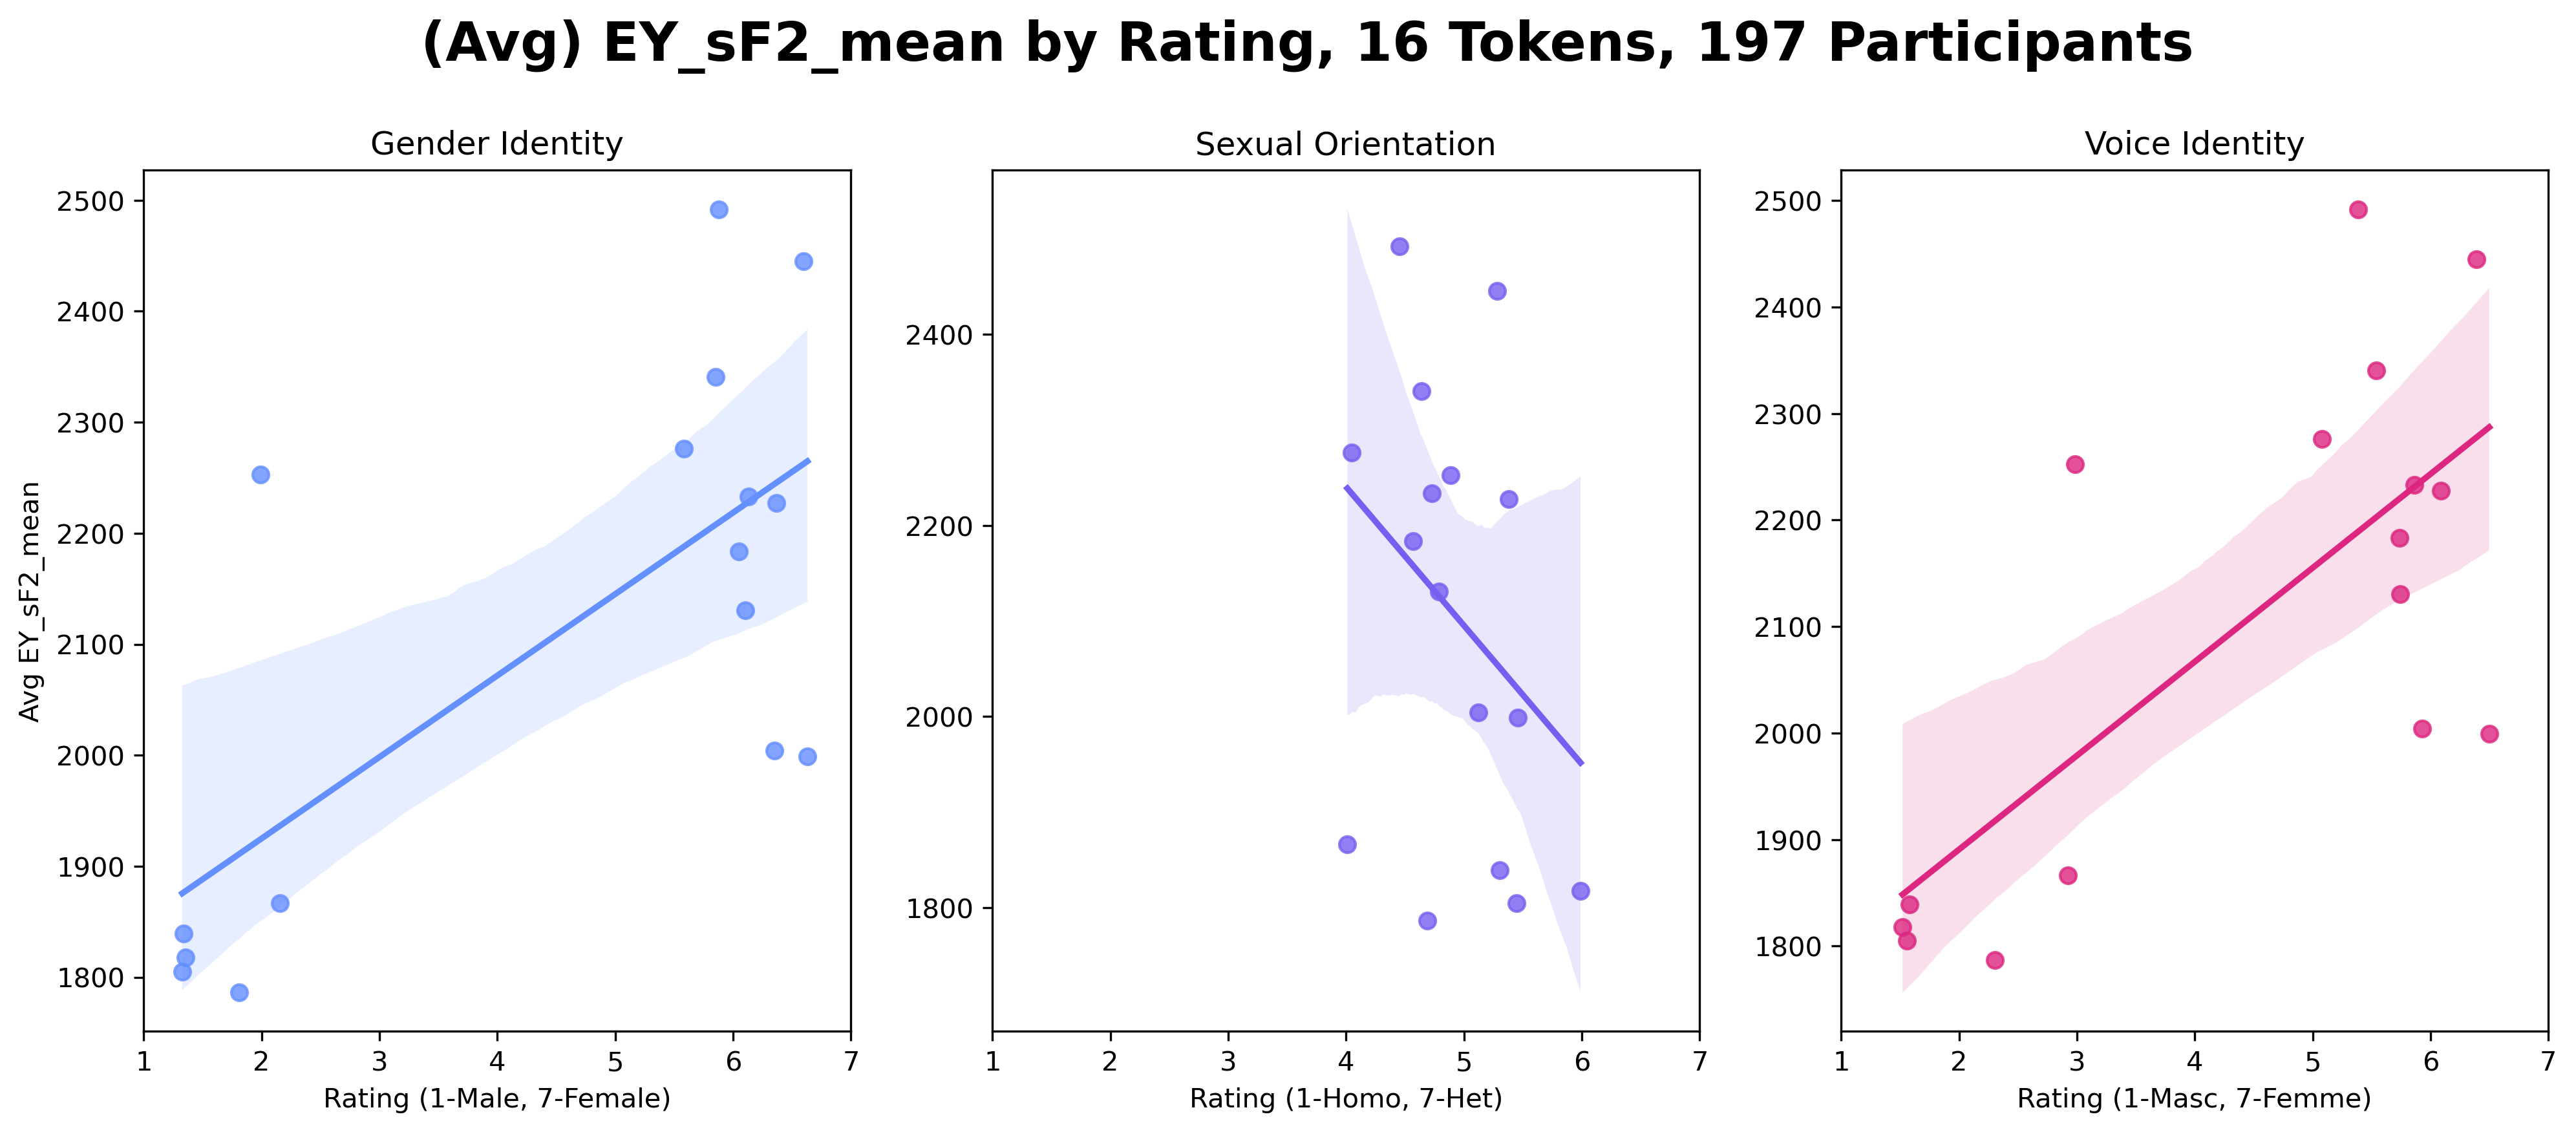 (Avg) EY_sF2_mean by Rating, 16 Tokens, 197 Participants
Gender Identity
Sexual Orientation
Voice Identity
Avg EY_sF2_mean
2500
2400
2300
2200
2100
2000
1900
1800
1 2 3 4 5 6 7
Rating (1-Male, 7-Female)
2400
2200
2000
1800
1 2 3 4 5 6 7
Rating (1-Homo, 7-Het)
2500
2400
2300
2200
2100
2000
1900
1800
1 2 3 4 5 6 7
Rating (1-Masc, 7-Femme)